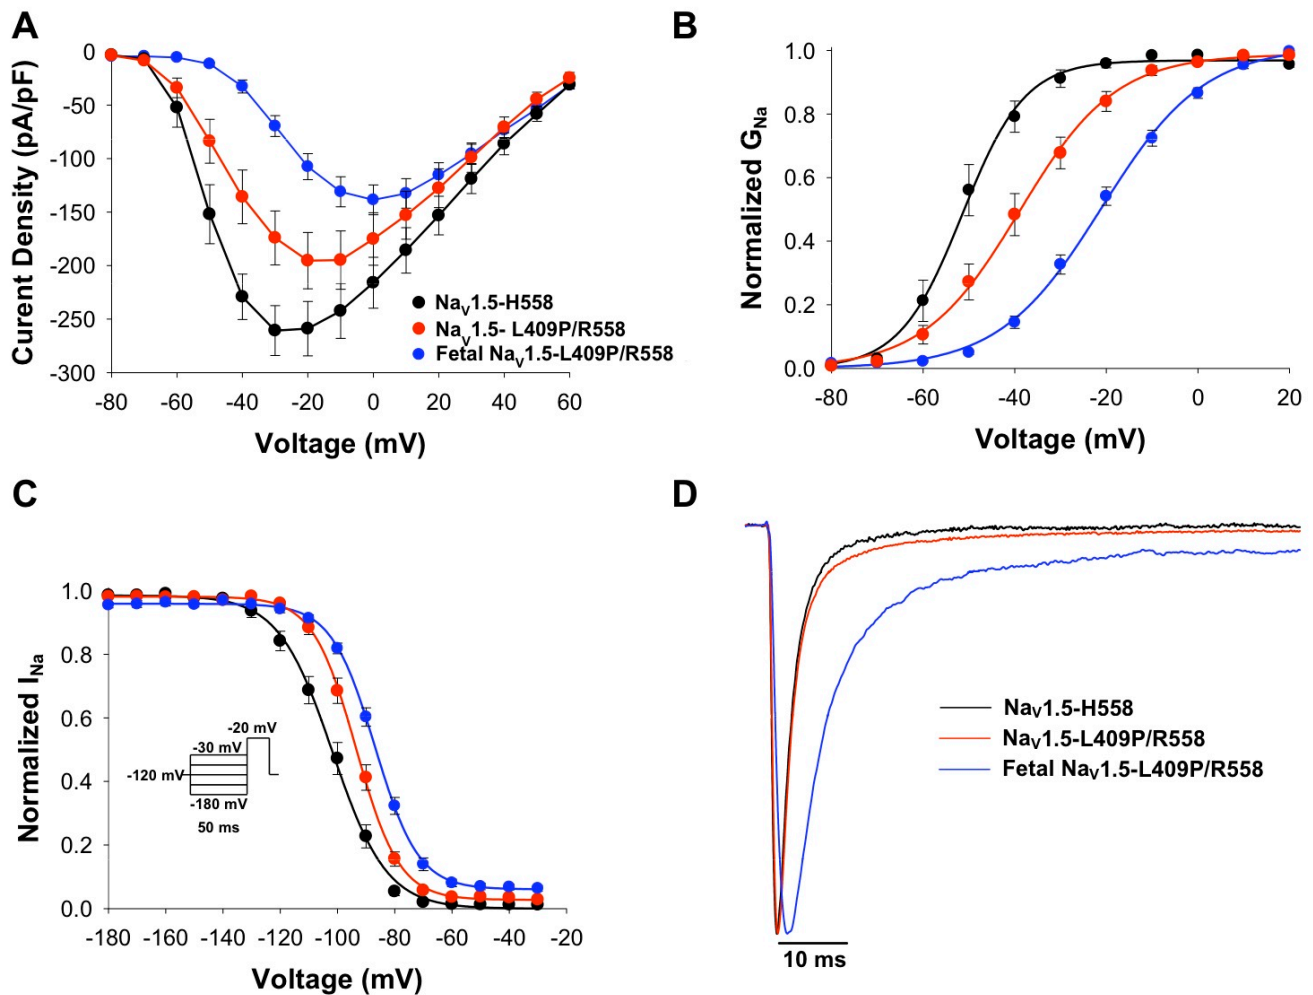 A
0
-50
-100
-150
-200
-250
-300
Curent Density (pA/pF)
NaV1.5-H558
NaV1.5- L409P/R558
Fetal NaV1.5-L409P/R558
-80 -60 -40 -20 0 20 40 60
Voltage (mV)
B
1.0
0.8
0.6
0.4
0.2
0.0
Normalized GNa
-80 -60 -40 -20 0 20
Voltage (mV)
C
1.0
0.8
0.6
0.4
0.2
0.0
Normalized INa
-20 mV
-30 mV
-120 mV
-180 mV
50 ms
-180 -160 -140 -120 -100 -80 -60 -40 -20
Voltage (mV)
D
NaV1.5-H558
NaV1.5-L409P/R558
Fetal NaV1.5-L409P/R558
10 ms